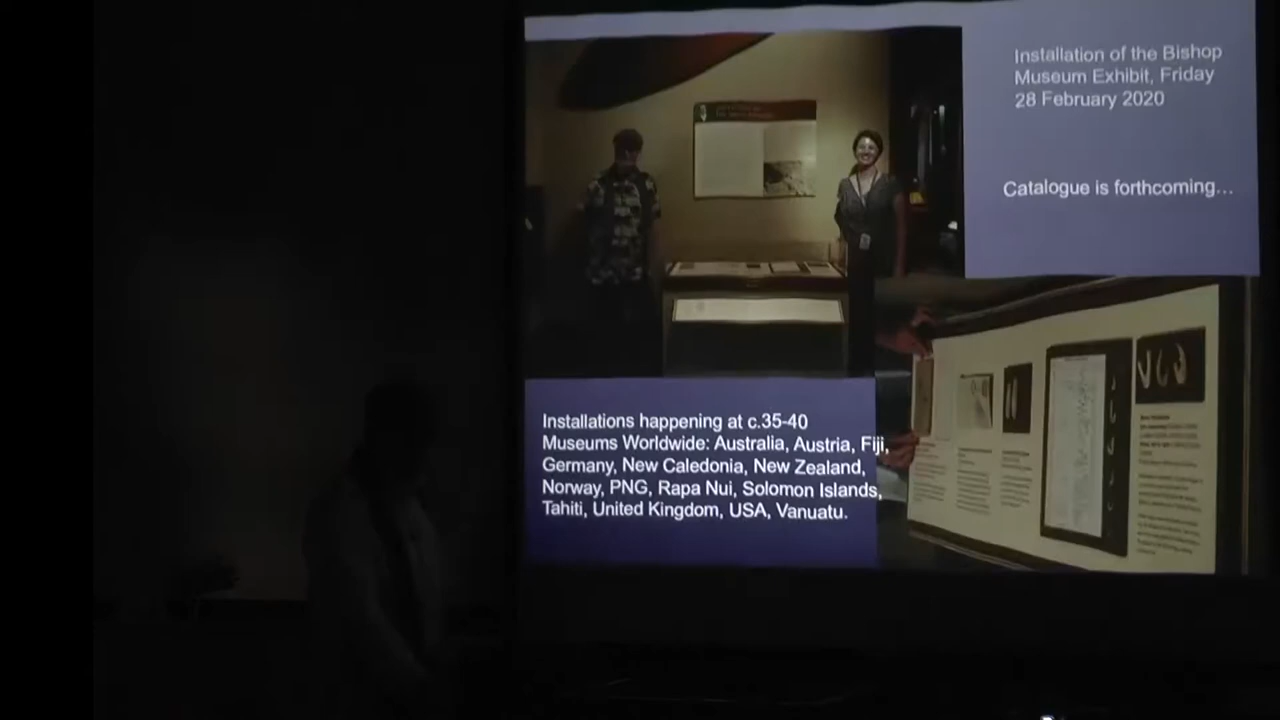 Installation of the Bishop
Museum Exhibit, Friday
28 February 2020
Catalogue is forthcoming...
Installations happening at c.35-40
Museums Worldwide: Australia, Austria, Fiji,
Germany, New Caledonia, New Zealand,
Norway, PNG, Rapa Nui, Solomon Islands,
Tahiti, United Kingdom, USA, Vanuatu.